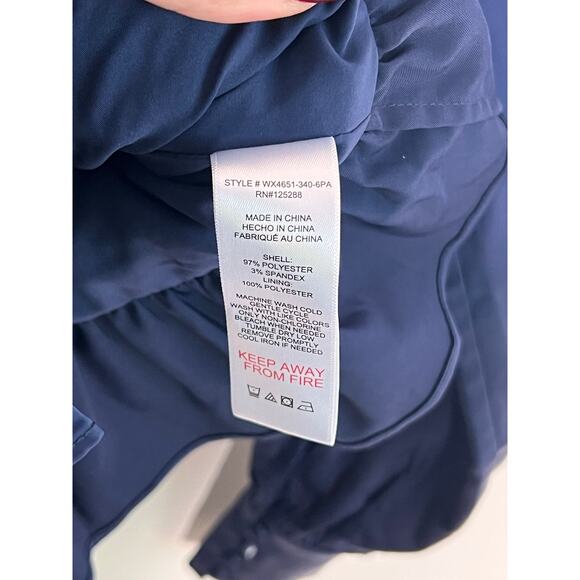 STYLE # WX4651-340-6PA
RN#125288
MADE IN CHINA
HECHO IN CHINA
FABRIQUÉ AU CHINA
SHELL:
97% POLYESTER
3% SPANDEX
LINING:
100% POLYESTER
MACHINE WASH COLD
GENTLE CYCLE
WASH WITH LIKE COLORS
ONLY NON-CHLORINE
BLEACH WHEN NEEDED
TUMBLE DRY LOW
REMOVE PROMPTLY
COOL IRON IF NEEDED
KEEP AWAY
FROM FIRE